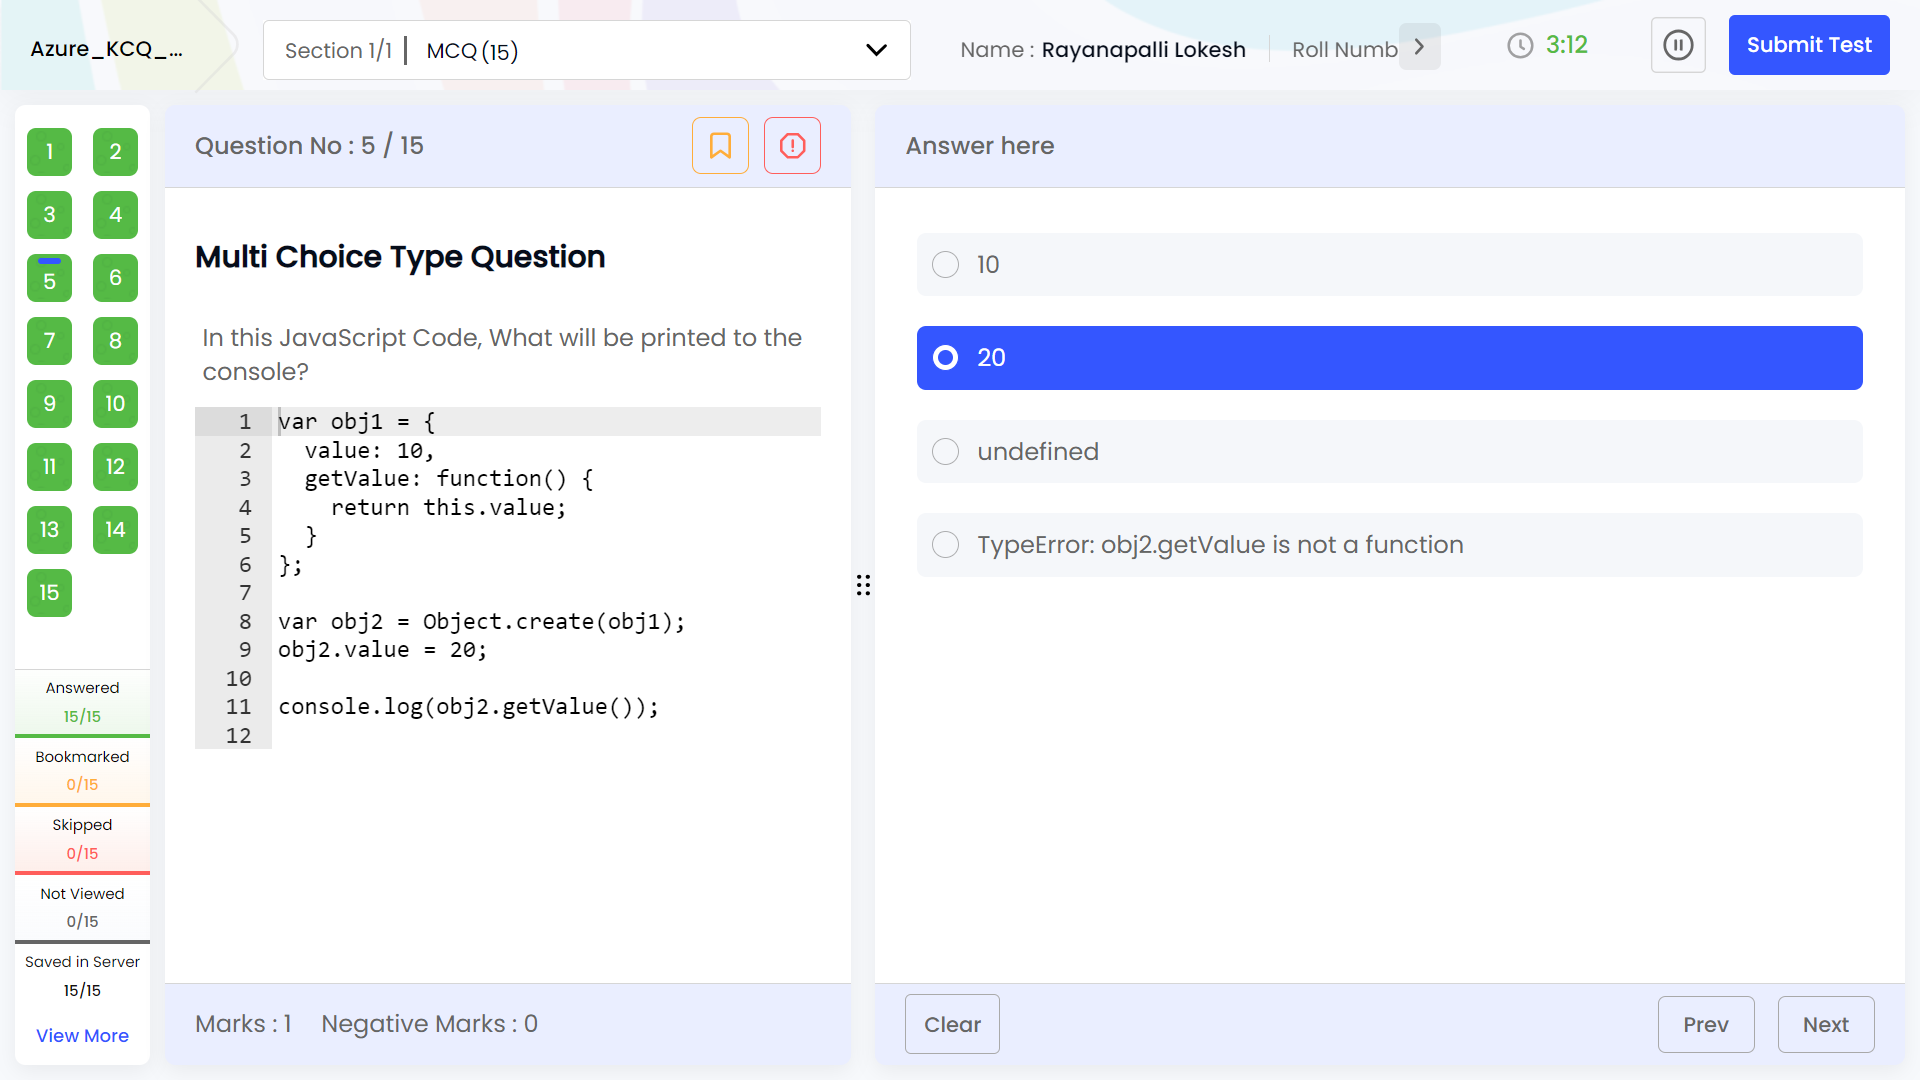 Azure_KCQ_...
Section 1/1 | MCQ (15)
Name : Rayanapalli Lokesh
Roll Numb
3:12
Submit Test
1 2
3 4
5 6
7 8
9 10
11 12
13 14
15
Answered
15/15
Bookmarked
0/15
Skipped
0/15
Not Viewed
0/15
Saved in Server
15/15
View More
Question No : 5 / 15
Multi Choice Type Question
In this JavaScript Code, What will be printed to the
console?
1 var obj1 = {
2   value: 10,
3   getValue: function() {
4     return this.value;
5   }
6 };
7
8 var obj2 = Object.create(obj1);
9 obj2.value = 20;
10
11 console.log(obj2.getValue());
12
Marks : 1 Negative Marks : 0
Answer here
10
20
undefined
TypeError: obj2.getValue is not a function
Clear
Prev
Next